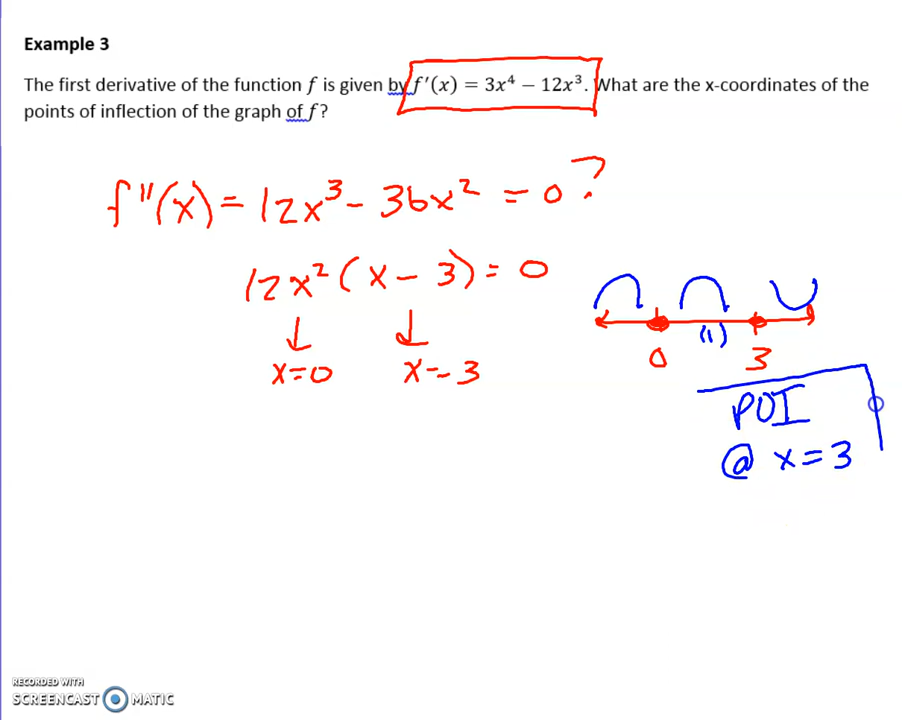 Example 3
The first derivative of the function f is given by f'(x) = 3x⁴ − 12x³. What are the x-coordinates of the
points of inflection of the graph of f?
f''(x) = 12x³ − 36x² = 0?
12x²(x − 3) = 0
x=0 x=3
(1)
0 3
POI
@ x=3
RECORDED WITH
SCREENCAST MATIC